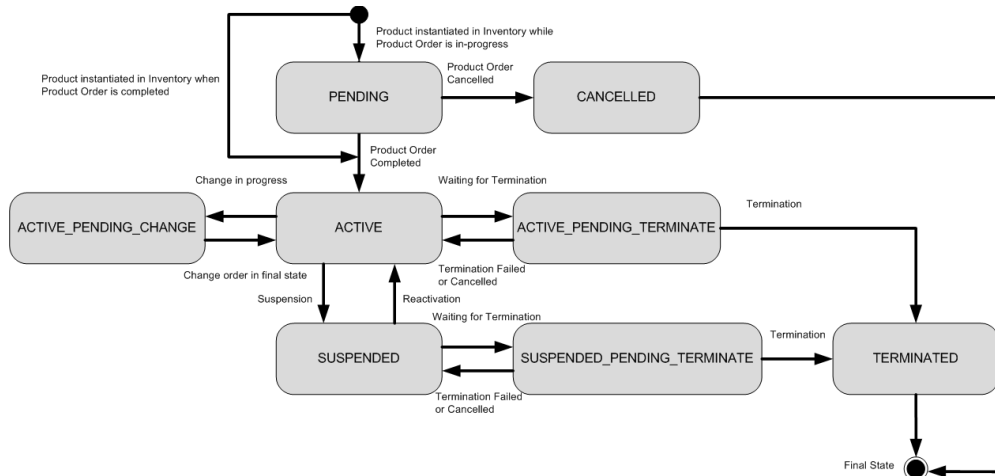 Product instantiated in Inventory while
Product Order is in-progress
Product instantiated in Inventory when
Product Order is completed
Product Order
Cancelled
PENDING
CANCELLED
Product Order
Completed
Change in progress
Waiting for Termination
Termination
ACTIVE_PENDING_CHANGE
ACTIVE
ACTIVE_PENDING_TERMINATE
Change order in final state
Termination Failed
or Cancelled
Suspension
Reactivation
Waiting for Termination
Termination
SUSPENDED
SUSPENDED_PENDING_TERMINATE
TERMINATED
Termination Failed
or Cancelled
Final State